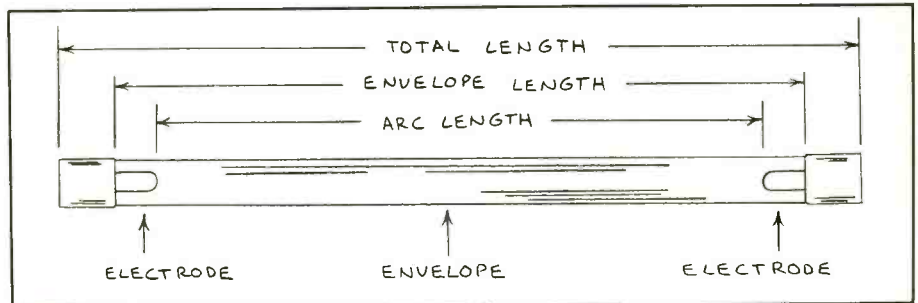 TOTAL LENGTH
ENVELOPE LENGTH
ARC LENGTH
ELECTRODE
ENVELOPE
ELECTRODE